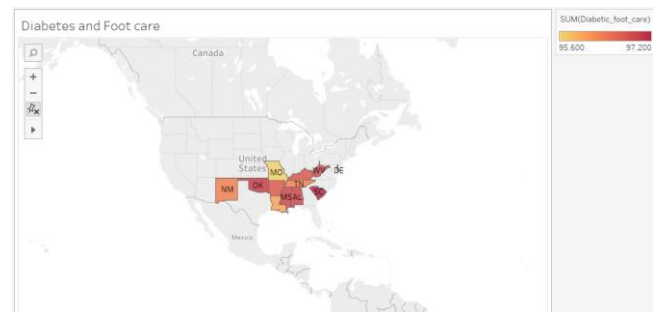 Diabetes and Foot care
SUM(Diabetic_foot_care)
95.600 97.200
Canada
United
States
MO
WV
DE
NM
OK
TN
MS
AL
SC
Mexico